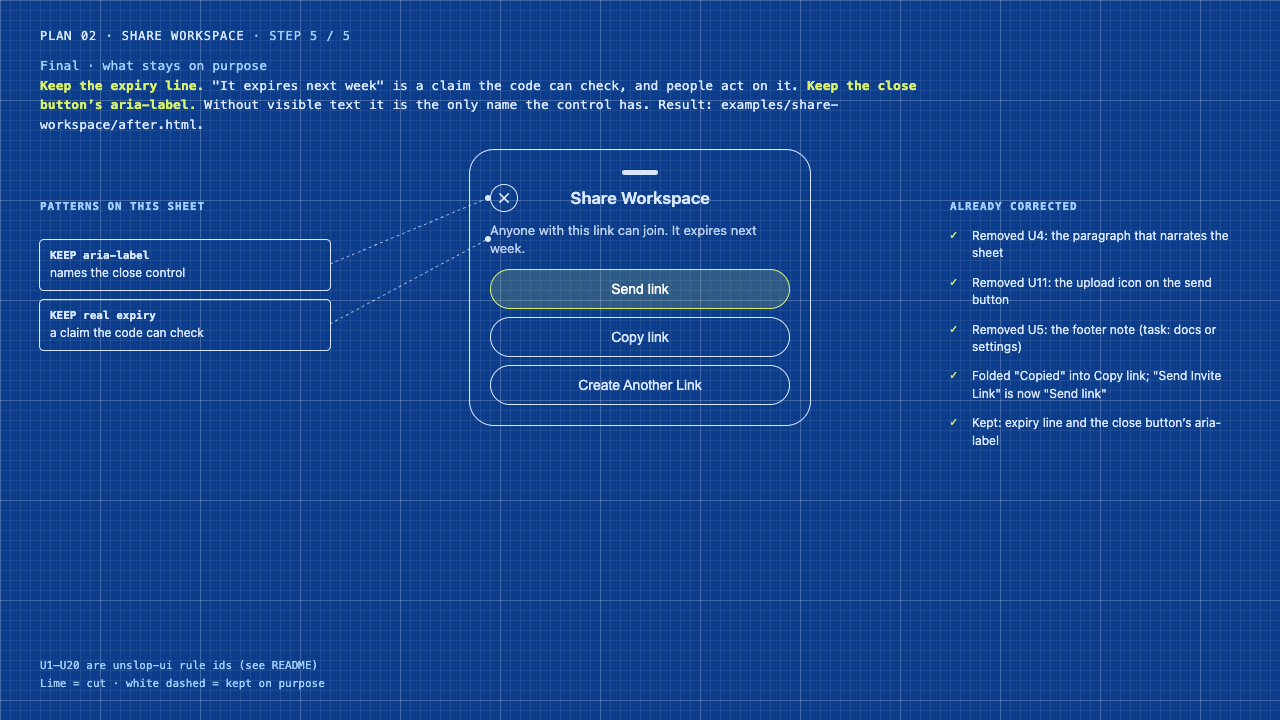 PLAN 02 · SHARE WORKSPACE · STEP 5 / 5
Final · what stays on purpose
Keep the expiry line. "It expires next week" is a claim the code can check, and people act on it. Keep the close
button’s aria-label. Without visible text it is the only name the control has. Result: examples/share-
workspace/after.html.
PATTERNS ON THIS SHEET
KEEP aria-label
names the close control
KEEP real expiry
a claim the code can check
Share Workspace
Anyone with this link can join. It expires next
week.
Send link
Copy link
Create Another Link
ALREADY CORRECTED
✓ Removed U4: the paragraph that narrates the
sheet
✓ Removed U11: the upload icon on the send
button
✓ Removed U5: the footer note (task: docs or
settings)
✓ Folded "Copied" into Copy link; "Send Invite
Link" is now "Send link"
✓ Kept: expiry line and the close button’s aria-
label
U1–U20 are unslop-ui rule ids (see README)
Lime = cut · white dashed = kept on purpose